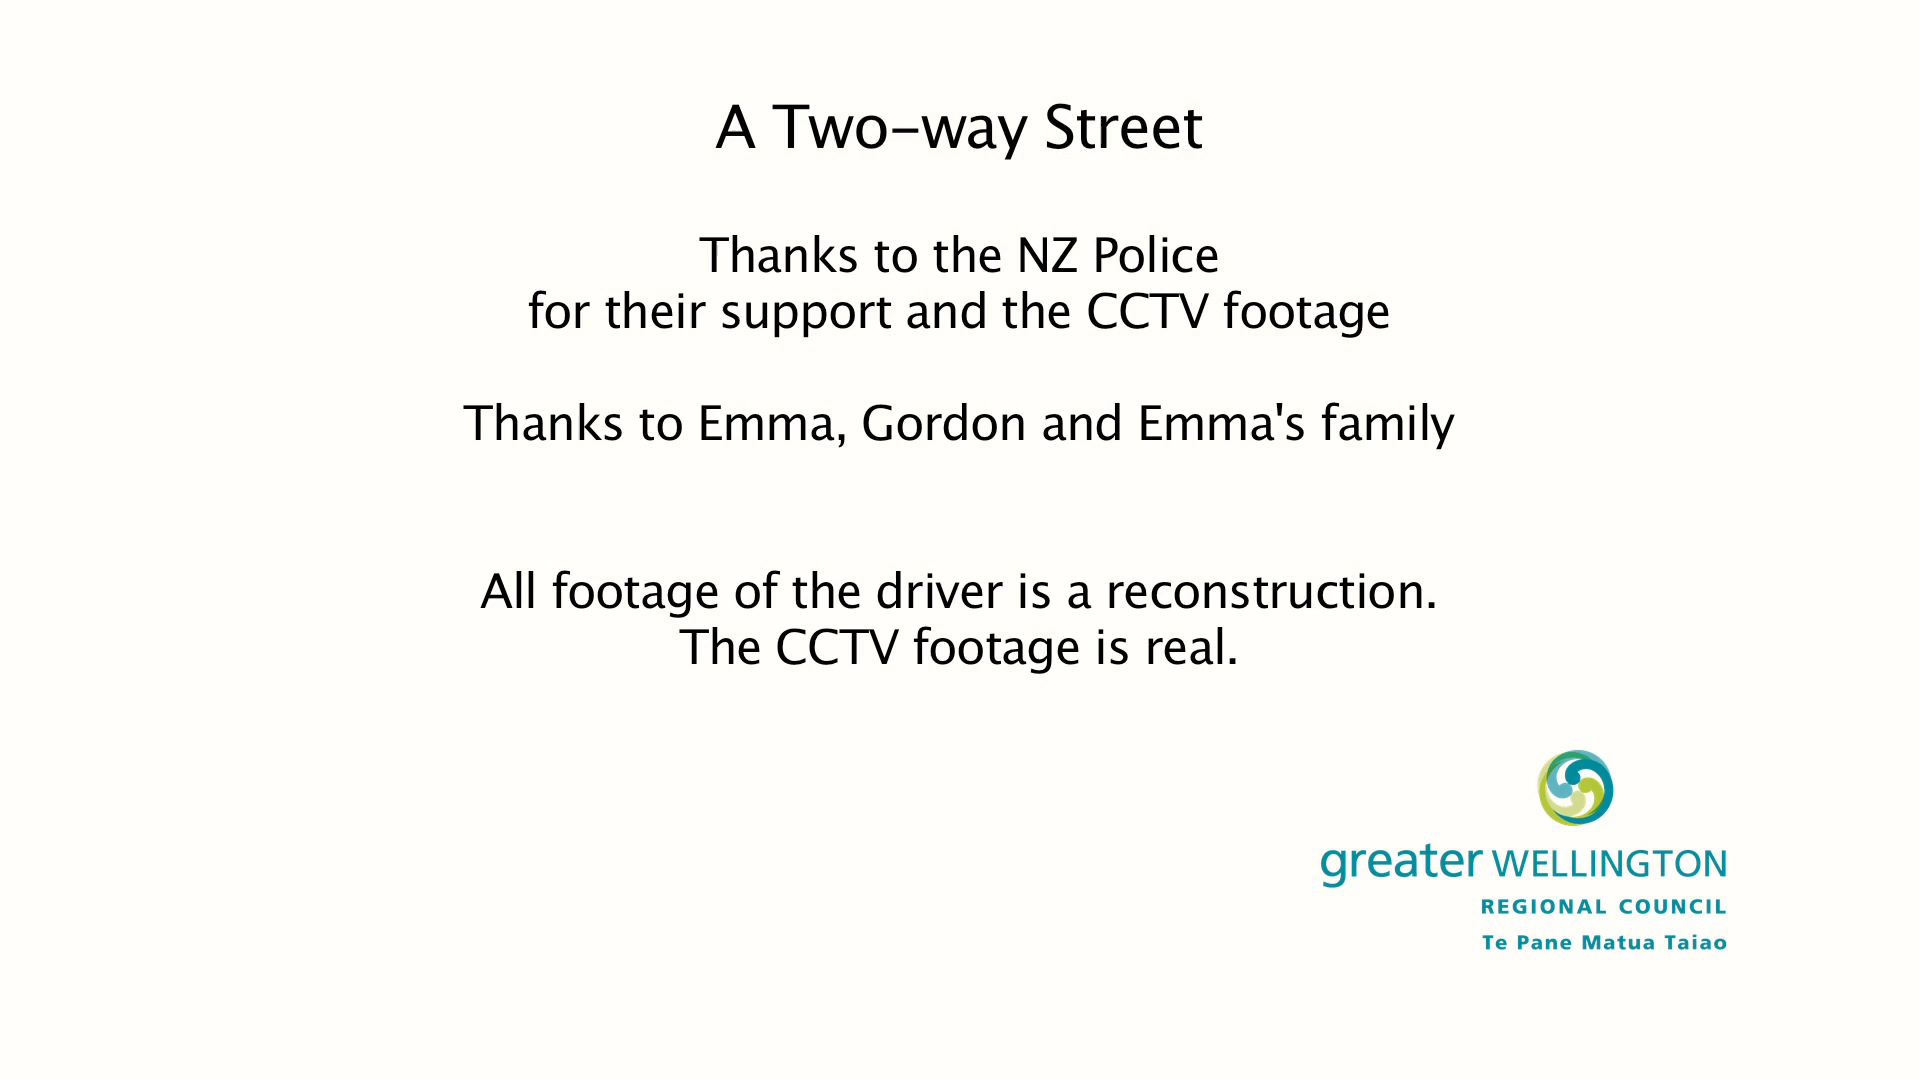 A Two-way Street
Thanks to the NZ Police
for their support and the CCTV footage
Thanks to Emma, Gordon and Emma's family
All footage of the driver is a reconstruction.
The CCTV footage is real.
greater WELLINGTON
REGIONAL COUNCIL
Te Pane Matua Taiao